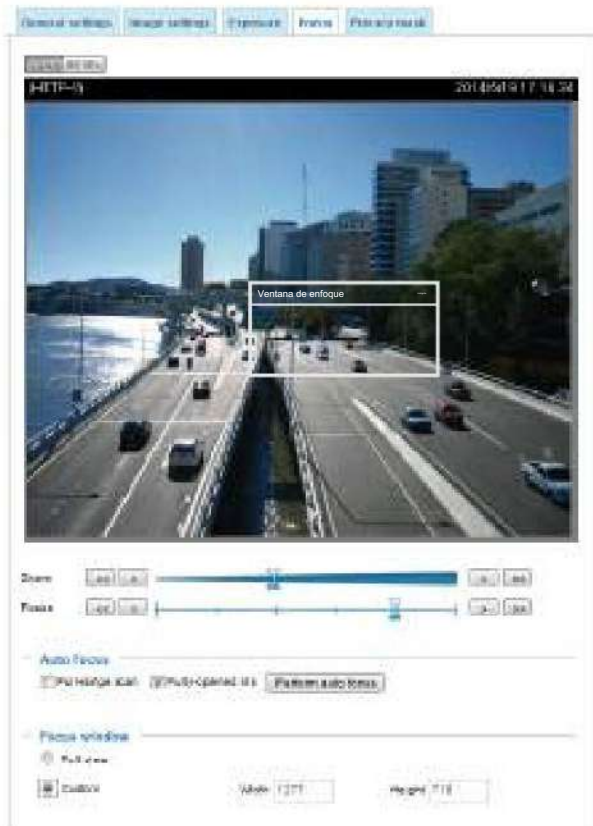 General settings Image settings Exposure Focus Privacy mask
(HTTP-V)
Ventana de enfoque
Zoom
Focus
Auto Focus
Full-range scan Fully-opened iris Perform auto focus
Focus window
Full view
Custom Width Height